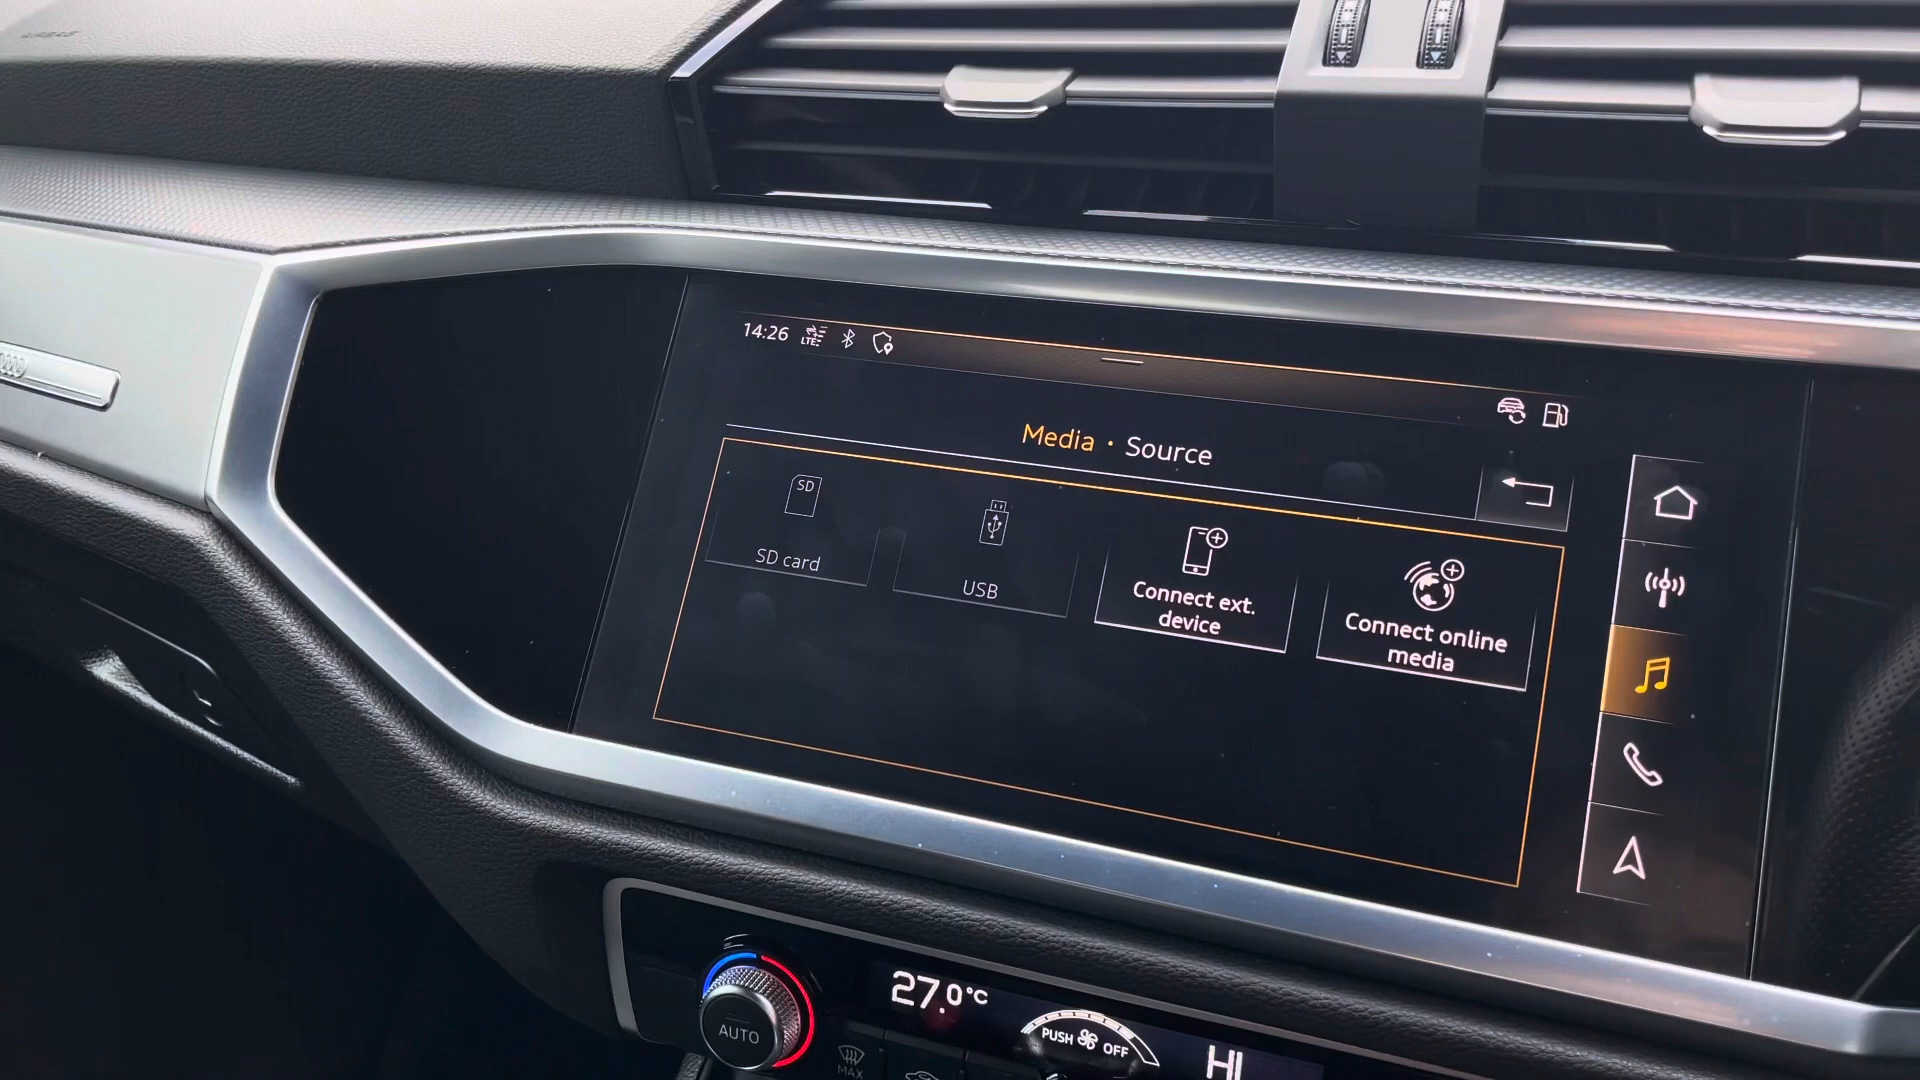 AIRBAG
14:26
LTE
Media · Source
SD
SD card
USB
Connect ext.
device
Connect online
media
AUTO
27.0°C
PUSH OFF
HI
MAX